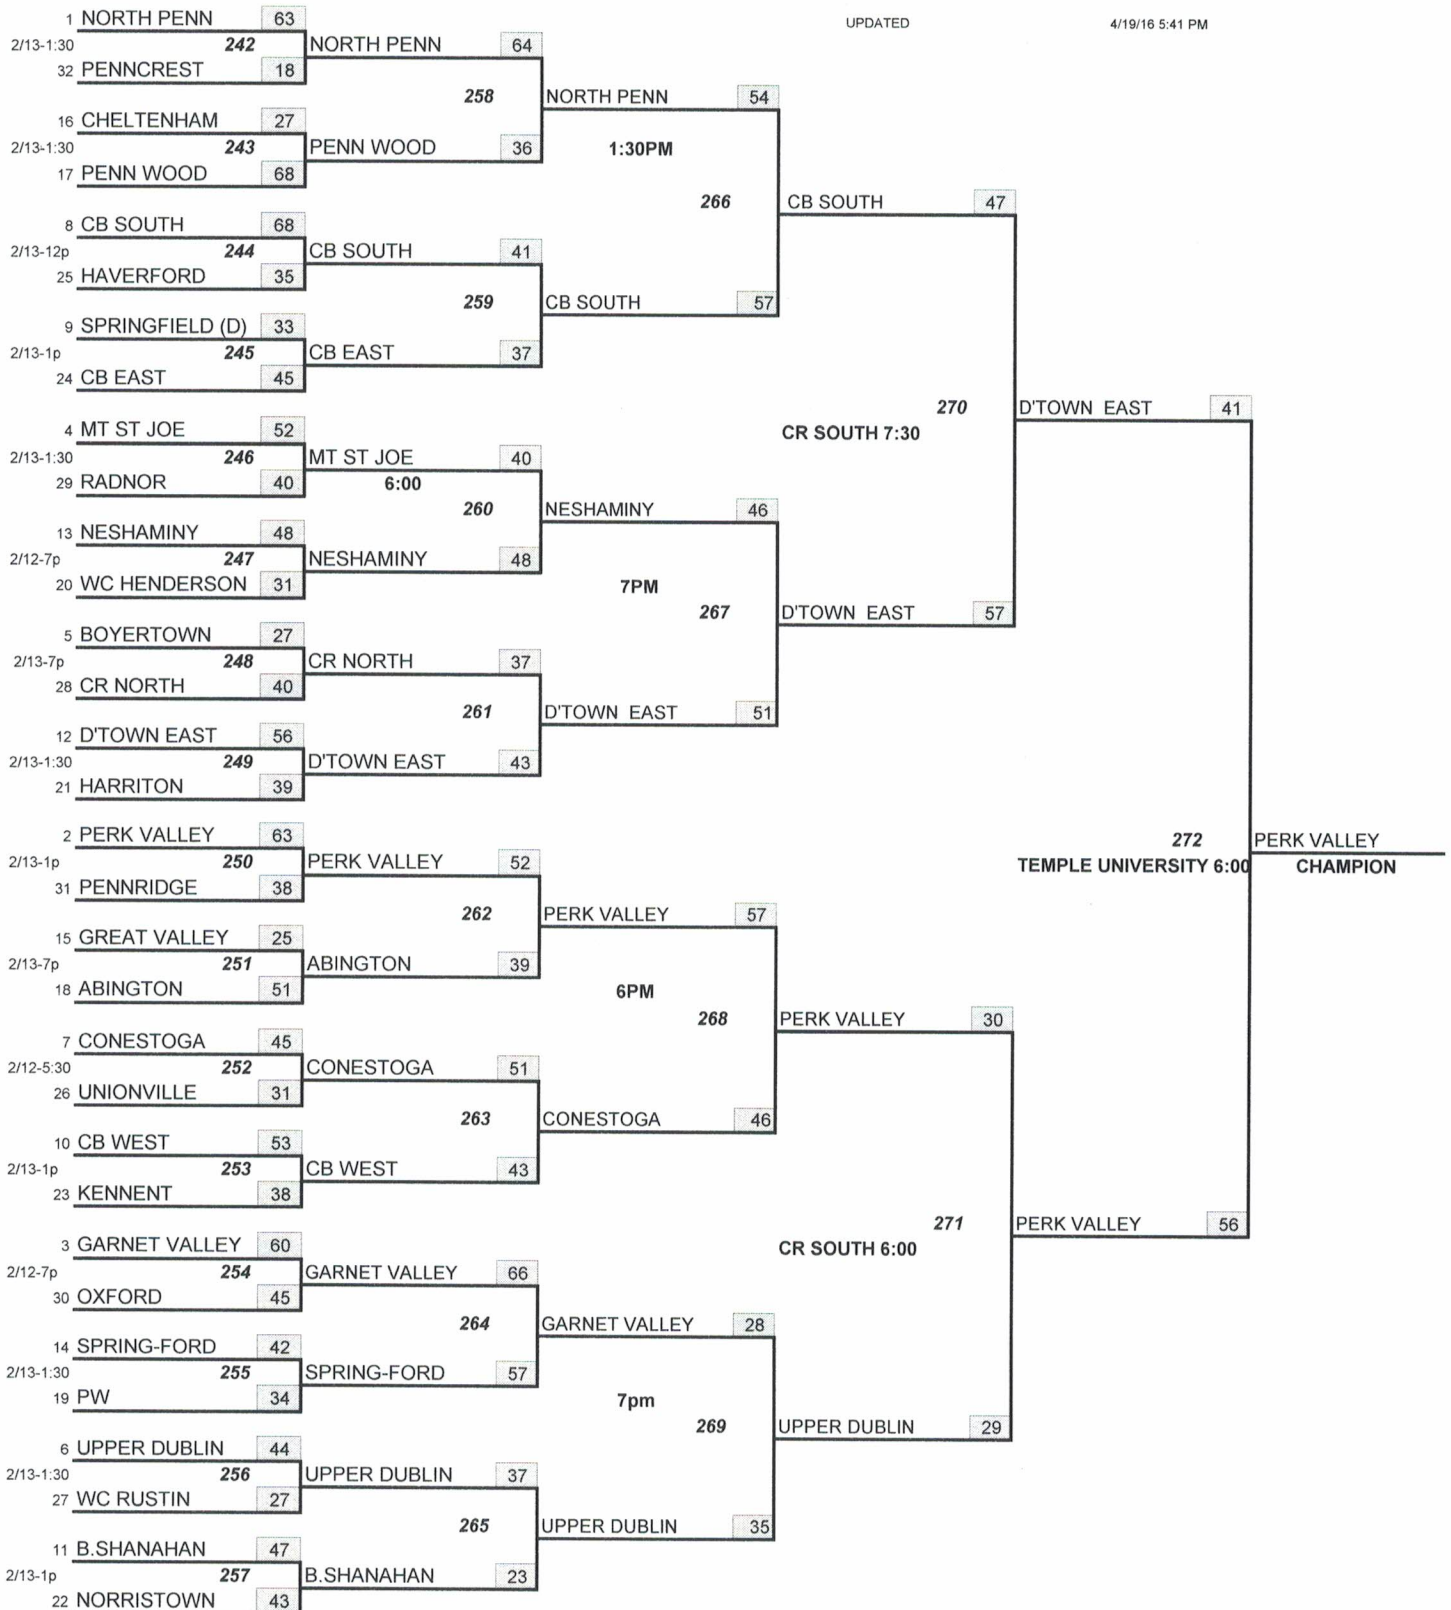 UPDATED 4/19/16 5:41 PM
1 NORTH PENN 63
2/13-1:30 242 NORTH PENN 64
32 PENNCREST 18
258 NORTH PENN 54
16 CHELTENHAM 27
2/13-1:30 243 PENN WOOD 36 1:30PM
17 PENN WOOD 68
266 CB SOUTH 47
8 CB SOUTH 68
2/13-12p 244 CB SOUTH 41
25 HAVERFORD 35
259 CB SOUTH 57
9 SPRINGFIELD (D) 33
2/13-1p 245 CB EAST 37
24 CB EAST 45
270 D'TOWN EAST 41
4 MT ST JOE 52 CR SOUTH 7:30
2/13-1:30 246 MT ST JOE 40
29 RADNOR 40 6:00
260 NESHAMINY 46
13 NESHAMINY 48
2/12-7p 247 NESHAMINY 48
20 WC HENDERSON 31 7PM
267 D'TOWN EAST 57
5 BOYERTOWN 27
2/13-7p 248 CR NORTH 37
28 CR NORTH 40
261 D'TOWN EAST 51
12 D'TOWN EAST 56
2/13-1:30 249 D'TOWN EAST 43
21 HARRITON 39
2 PERK VALLEY 63 272 PERK VALLEY
2/13-1p 250 PERK VALLEY 52 TEMPLE UNIVERSITY 6:00 CHAMPION
31 PENNRIDGE 38
262 PERK VALLEY 57
15 GREAT VALLEY 25
2/13-7p 251 ABINGTON 39
18 ABINGTON 51 6PM
268 PERK VALLEY 30
7 CONESTOGA 45
2/12-5:30 252 CONESTOGA 51
26 UNIONVILLE 31
263 CONESTOGA 46
10 CB WEST 53
2/13-1p 253 CB WEST 43
23 KENNENT 38
271 PERK VALLEY 56
3 GARNET VALLEY 60 CR SOUTH 6:00
2/12-7p 254 GARNET VALLEY 66
30 OXFORD 45
264 GARNET VALLEY 28
14 SPRING-FORD 42
2/13-1:30 255 SPRING-FORD 57
19 PW 34 7pm
269 UPPER DUBLIN 29
6 UPPER DUBLIN 44
2/13-1:30 256 UPPER DUBLIN 37
27 WC RUSTIN 27
265 UPPER DUBLIN 35
11 B.SHANAHAN 47
2/13-1p 257 B.SHANAHAN 23
22 NORRISTOWN 43